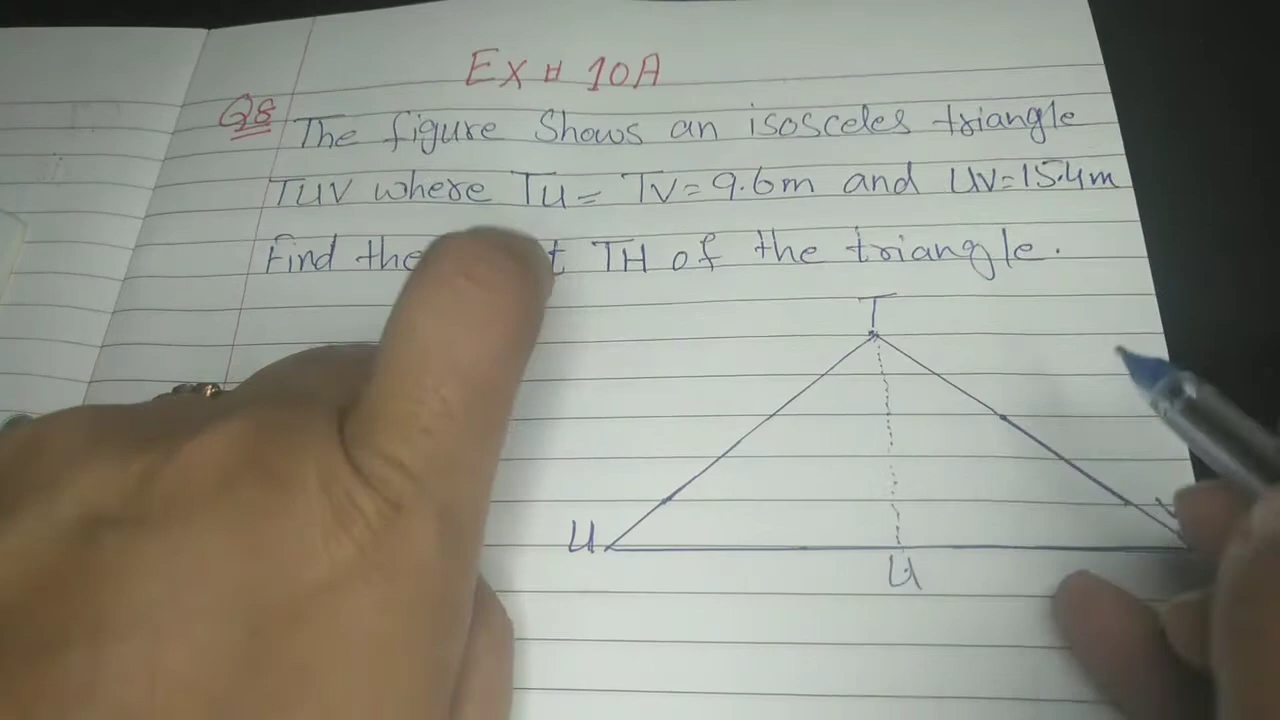 Ex # 10A
Q8
The figure Shows an isosceles triangle
TUV where TU = TV = 9.6m and UV = 15.4m
Find the TH of the triangle.
T
U
U